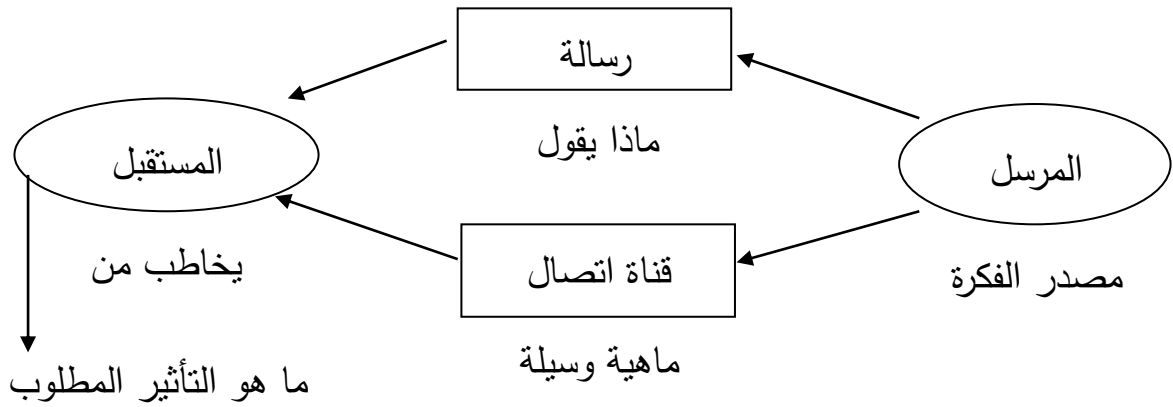 رسالة
ماذا يقول
المرسل
المستقبل
قناة اتصال
مصدر الفكرة
يخاطب من
ماهية وسيلة
ما هو التأثير المطلوب